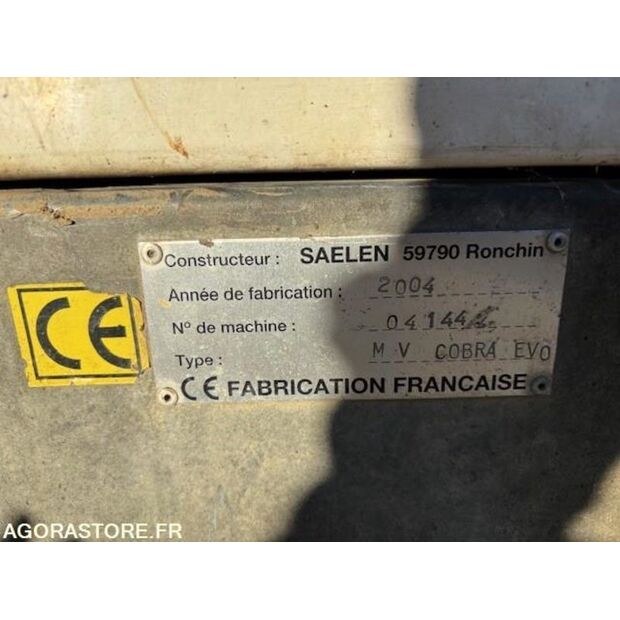 Constructeur : SAELEN 59790 Ronchin
Année de fabrication : 2004
CE
N° de machine :
Type : M V COBRA EVO
CE FABRICATION FRANCAISE
AGORASTORE.FR